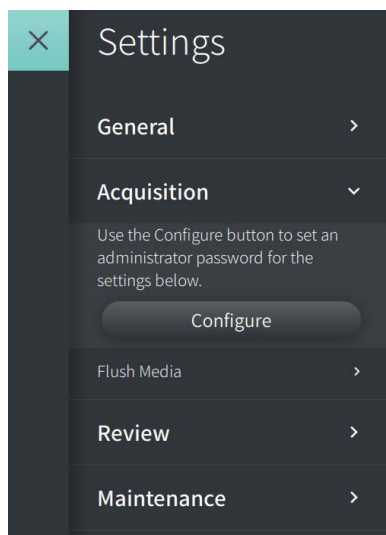 Settings
General
Acquisition
Use the Configure button to set an
administrator password for the
settings below.
Configure
Flush Media
Review
Maintenance